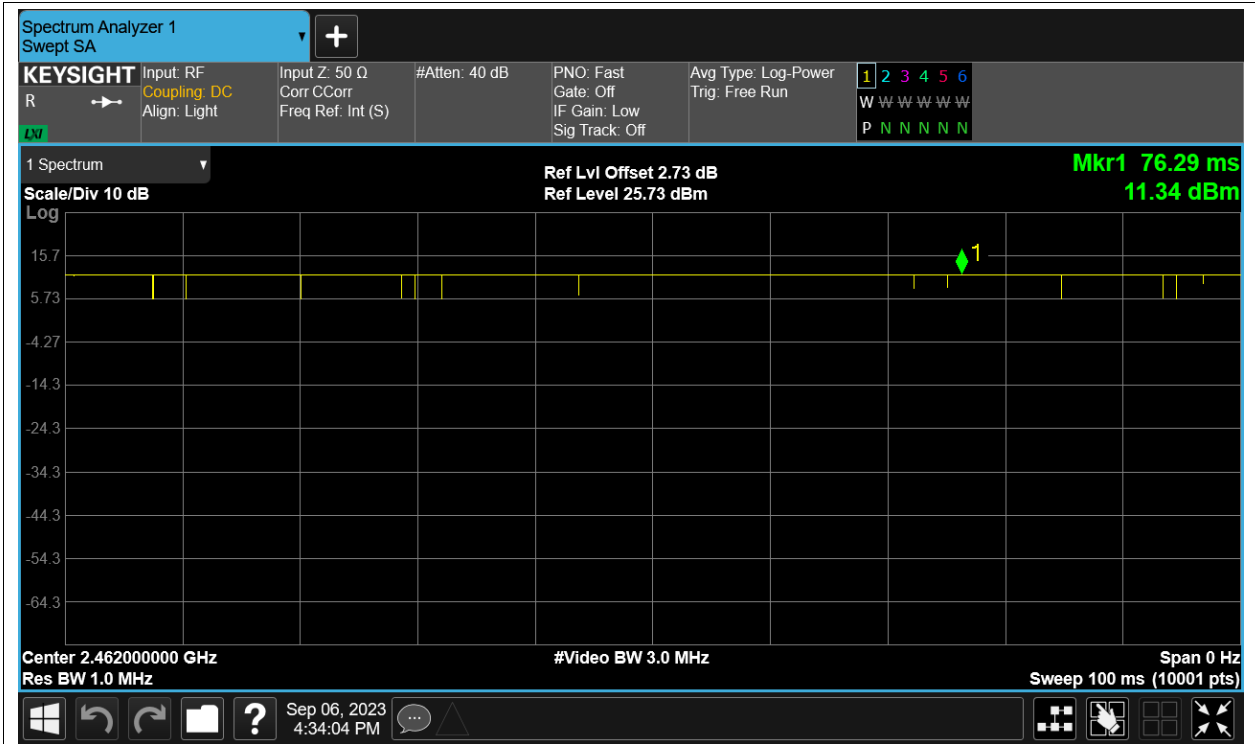 Spectrum Analyzer 1
Swept SA
KEYSIGHT
R
LXI
Input: RF
Coupling: DC
Align: Light
Input Z: 50 Ω
Corr CCorr
Freq Ref: Int (S)
#Atten: 40 dB
PNO: Fast
Gate: Off
IF Gain: Low
Sig Track: Off
Avg Type: Log-Power
Trig: Free Run
1 2 3 4 5 6
W W W W W W
P N N N N N
1 Spectrum
Scale/Div 10 dB
Ref Lvl Offset 2.73 dB
Ref Level 25.73 dBm
Mkr1 76.29 ms
11.34 dBm
Log
1
15.7
5.73
-4.27
-14.3
-24.3
-34.3
-44.3
-54.3
-64.3
Center 2.462000000 GHz
#Video BW 3.0 MHz
Span 0 Hz
Res BW 1.0 MHz
Sweep 100 ms (10001 pts)
?
Sep 06, 2023
4:34:04 PM